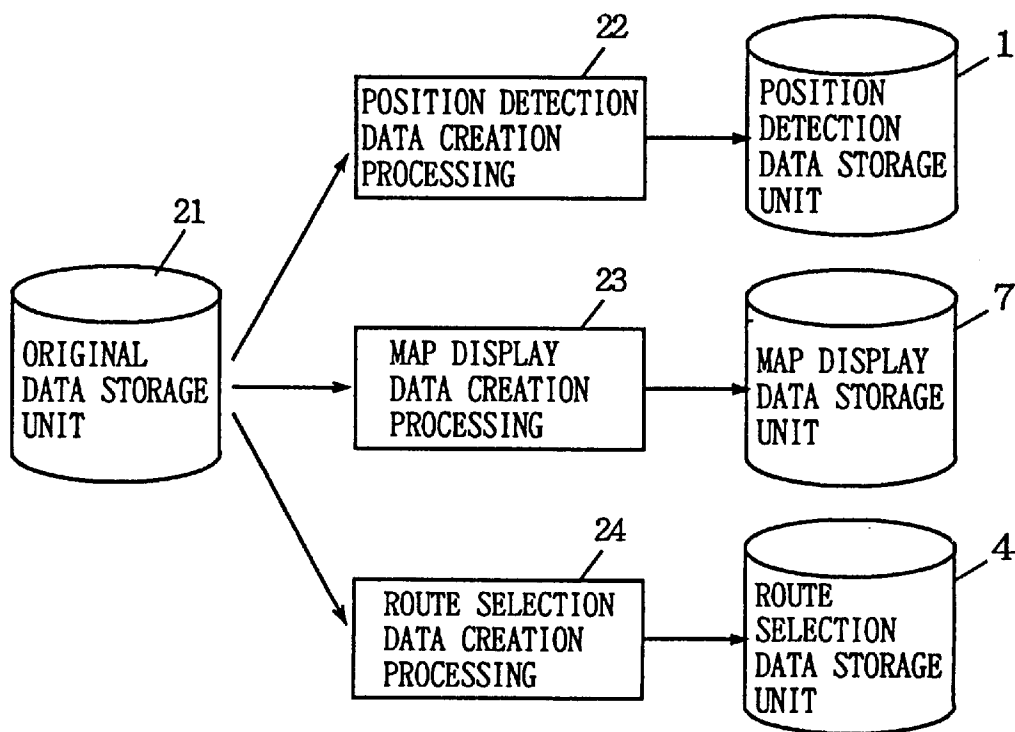 22
POSITION DETECTION
DATA CREATION
PROCESSING
1
POSITION
DETECTION
DATA STORAGE
UNIT
21
ORIGINAL
DATA STORAGE
UNIT
23
MAP DISPLAY
DATA CREATION
PROCESSING
7
MAP DISPLAY
DATA STORAGE
UNIT
24
ROUTE SELECTION
DATA CREATION
PROCESSING
4
ROUTE
SELECTION
DATA STORAGE
UNIT